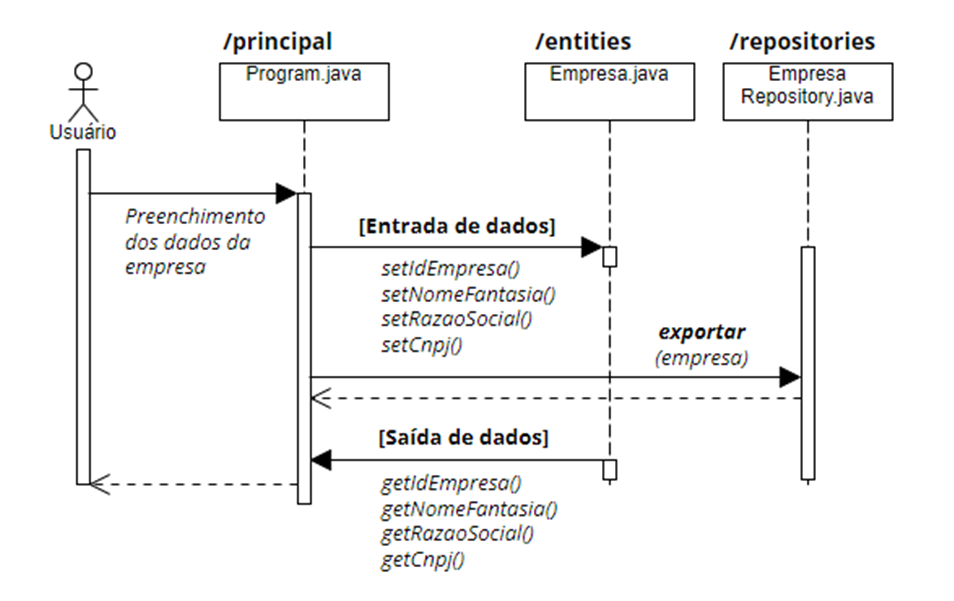 /principal
/entities
/repositories
Program.java
Empresa.java
Empresa
Repository.java
Usuário
Preenchimento
dos dados da
empresa
[Entrada de dados]
setIdEmpresa()
setNomeFantasia()
setRazaoSocial()
setCnpj()
exportar
(empresa)
[Saída de dados]
getIdEmpresa()
getNomeFantasia()
getRazaoSocial()
getCnpj()